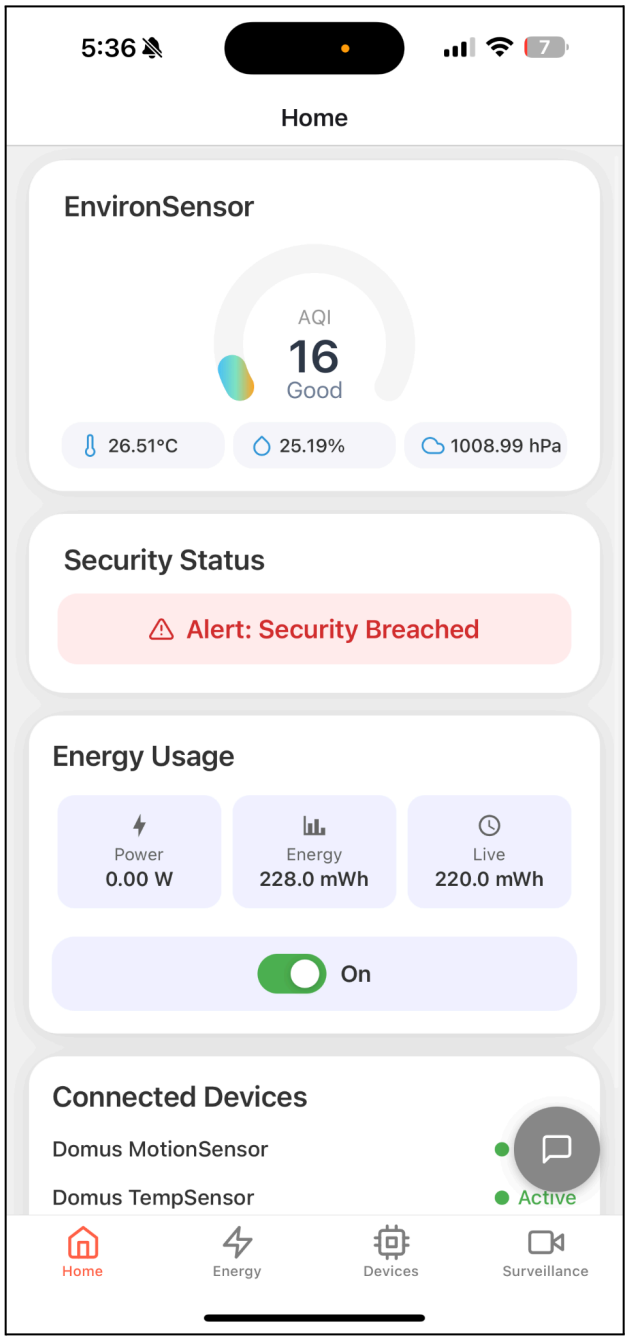 5:36
7
Home
EnvironSensor
AQI
16
Good
26.51°C 25.19% 1008.99 hPa
Security Status
Alert: Security Breached
Energy Usage
Power Energy Live
0.00 W 228.0 mWh 220.0 mWh
On
Connected Devices
Domus MotionSensor
Domus TempSensor Active
Home Energy Devices Surveillance